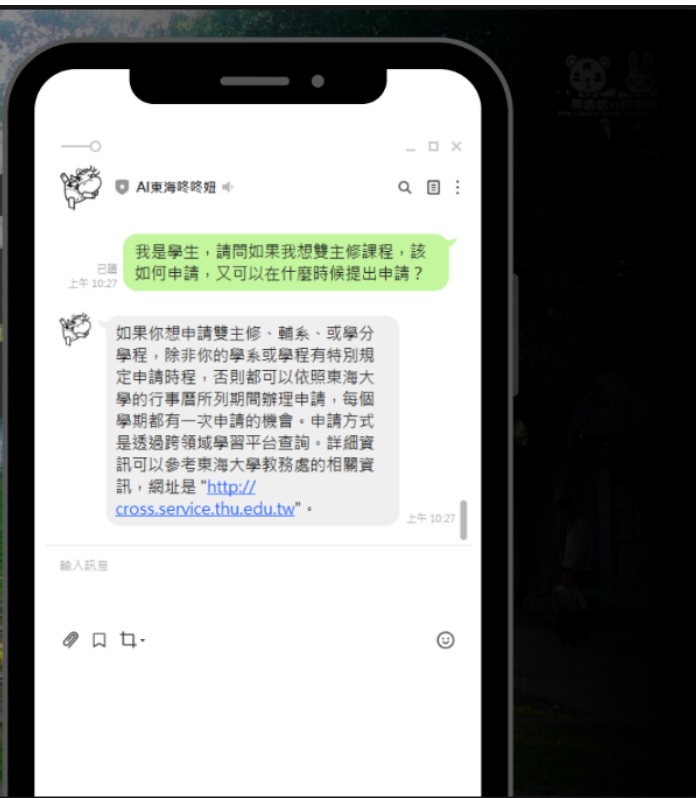 AI東海咚咚妞
我是學生，請問如果我想雙主修課程，該
如何申請，又可以在什麼時候提出申請？
已讀
上午 10:27
如果你想申請雙主修、輔系、或學分
學程，除非你的學系或學程有特別規
定申請時程，否則都可以依照東海大
學的行事曆所列期間辦理申請，每個
學期都有一次申請的機會。申請方式
是透過跨領域學習平台查詢。詳細資
訊可以參考東海大學教務處的相關資
訊，網址是 "http://
cross.service.thu.edu.tw"。
上午 10:27
輸入訊息